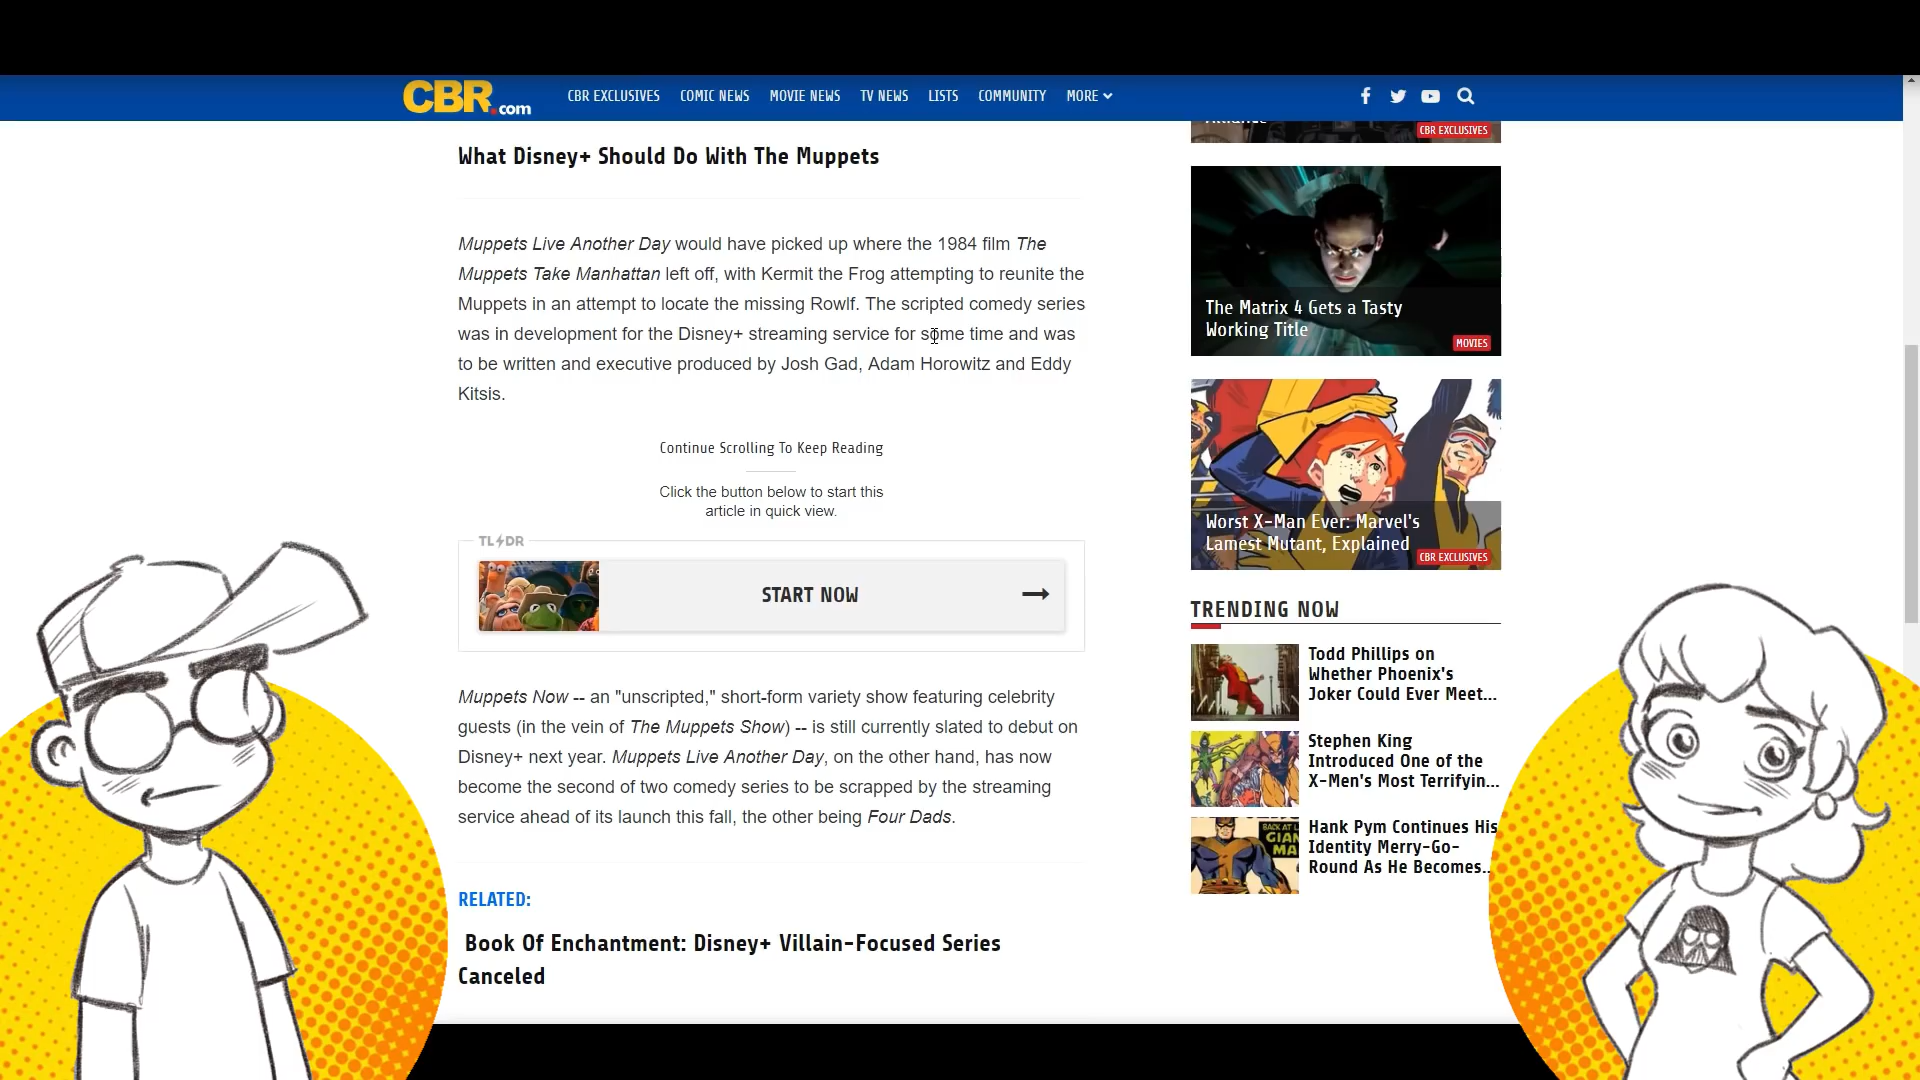 CBR.com
CBR EXCLUSIVES COMIC NEWS MOVIE NEWS TV NEWS LISTS COMMUNITY MORE
What Disney+ Should Do With The Muppets
Muppets Live Another Day would have picked up where the 1984 film The
Muppets Take Manhattan left off, with Kermit the Frog attempting to reunite the
Muppets in an attempt to locate the missing Rowlf. The scripted comedy series
was in development for the Disney+ streaming service for some time and was
to be written and executive produced by Josh Gad, Adam Horowitz and Eddy
Kitsis.
Continue Scrolling To Keep Reading
Click the button below to start this
article in quick view.
TL DR
START NOW
Muppets Now -- an "unscripted," short-form variety show featuring celebrity
guests (in the vein of The Muppets Show) -- is still currently slated to debut on
Disney+ next year. Muppets Live Another Day, on the other hand, has now
become the second of two comedy series to be scrapped by the streaming
service ahead of its launch this fall, the other being Four Dads.
RELATED:
Book Of Enchantment: Disney+ Villain-Focused Series
Canceled
CBR EXCLUSIVES
The Matrix 4 Gets a Tasty
Working Title
MOVIES
Worst X-Man Ever: Marvel's
Lamest Mutant, Explained
CBR EXCLUSIVES
TRENDING NOW
Todd Phillips on
Whether Phoenix's
Joker Could Ever Meet...
Stephen King
Introduced One of the
X-Men's Most Terrifyin...
BACK AT
GIAN
MA
Hank Pym Continues His
Identity Merry-Go-
Round As He Becomes..